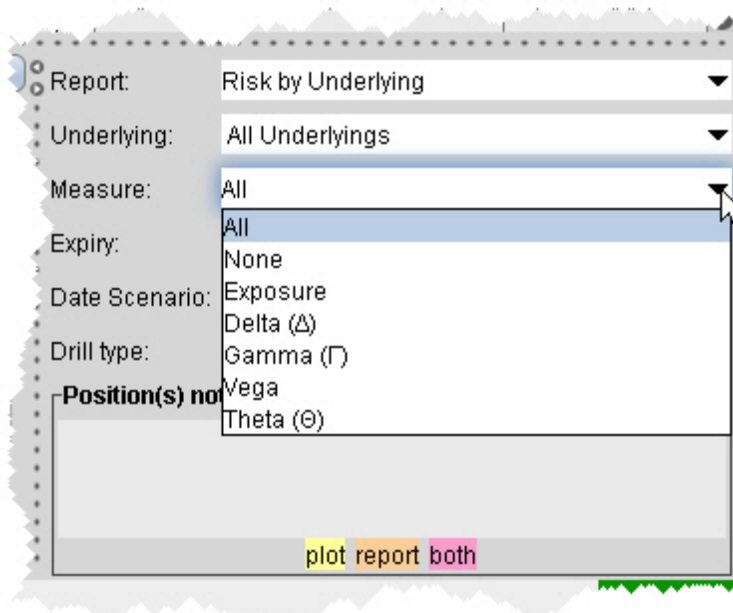 Report: Risk by Underlying
Underlying: All Underlyings
Measure: All
All
Expiry:
None
Exposure
Date Scenario:
Delta (Δ)
Drill type:
Gamma (Γ)
Vega
Position(s) not
Theta (Θ)
plot report both